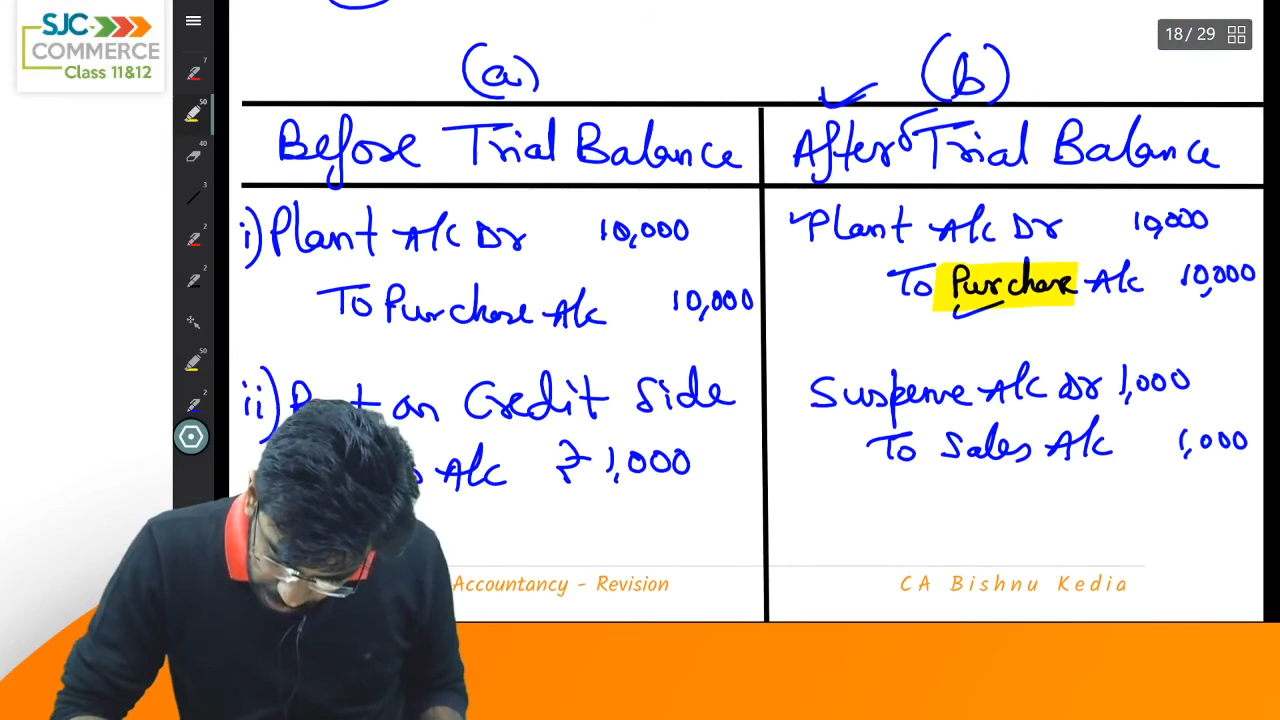 SJC
COMMERCE
Class 11&12
18 / 29
(a)
(b)
Before Trial Balance
After Trial Balance
i) Plant A/c Dr 10,000
To Purchase A/c 10,000
Plant A/c Dr 10,000
To Purchase A/c 10,000
ii) on Credit Side
A/c ₹ 1,000
Suspense A/c Dr 1,000
To Sales A/c 1,000
Accountancy - Revision
CA Bishnu Kedia